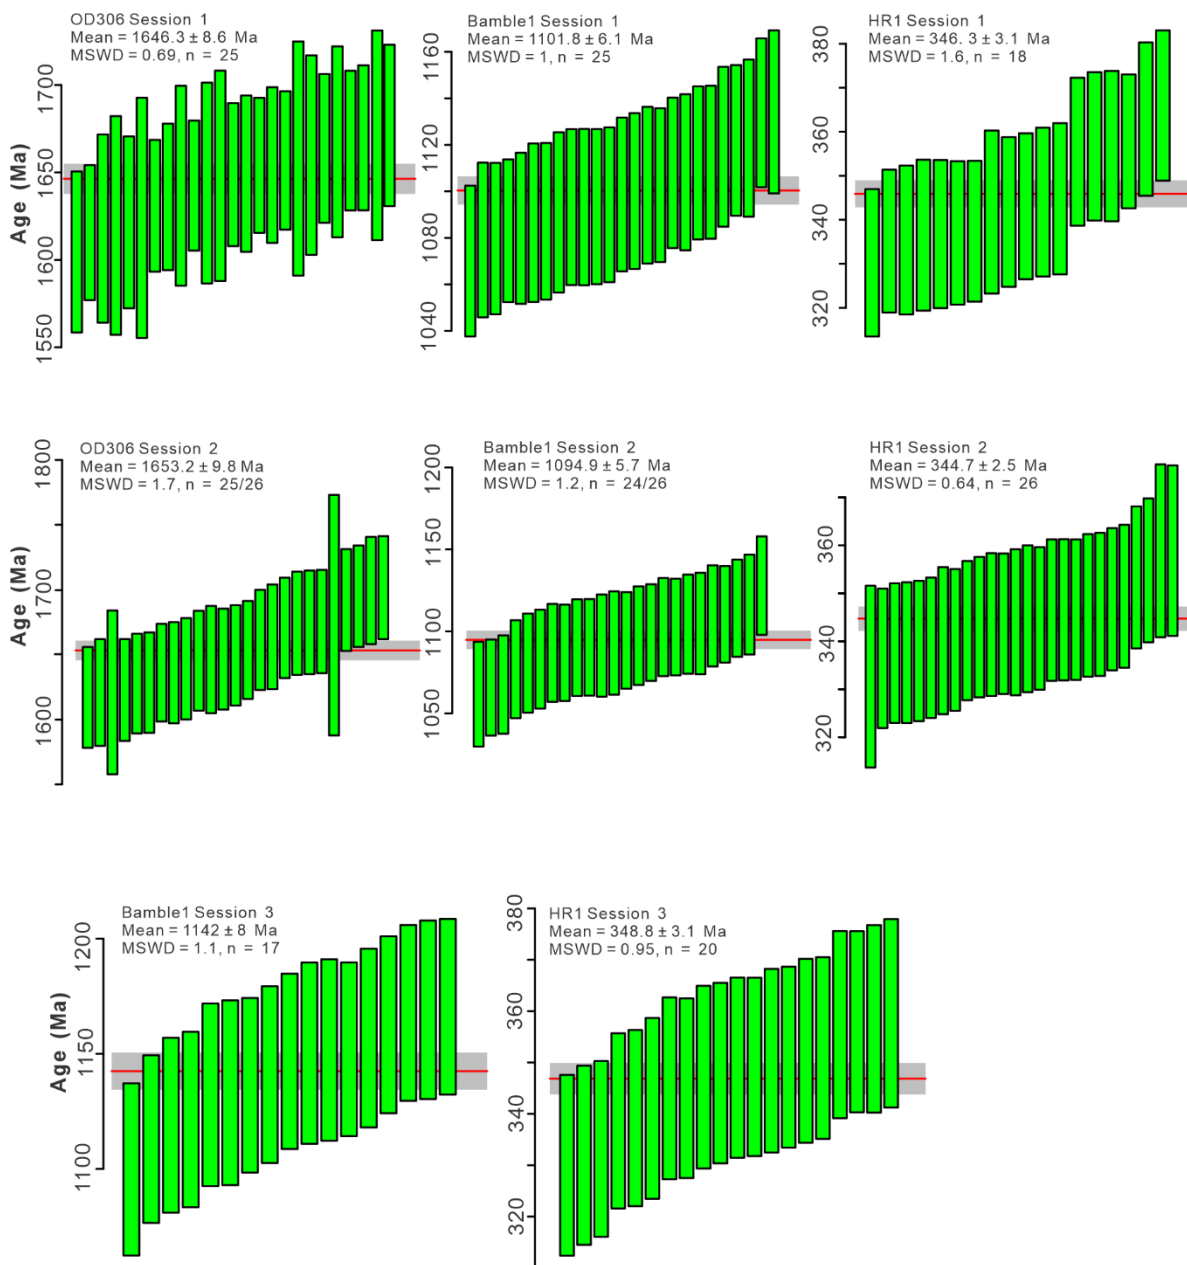 OD306 Session 1
Mean = 1646.3 ± 8.6 Ma
MSWD = 0.69, n = 25
Age (Ma)
1700
1650
1600
1550
Bamble1 Session 1
Mean = 1101.8 ± 6.1 Ma
MSWD = 1, n = 25
1160
1120
1080
1040
HR1 Session 1
Mean = 346. 3 ± 3.1 Ma
MSWD = 1.6, n = 18
380
360
340
320
OD306 Session 2
Mean = 1653.2 ± 9.8 Ma
MSWD = 1.7, n = 25/26
Age (Ma)
1800
1700
1600
Bamble1 Session 2
Mean = 1094.9 ± 5.7 Ma
MSWD = 1.2, n = 24/26
1200
1150
1100
1050
HR1 Session 2
Mean = 344.7 ± 2.5 Ma
MSWD = 0.64, n = 26
360
340
320
Bamble1 Session 3
Mean = 1142 ± 8 Ma
MSWD = 1.1, n = 17
Age (Ma)
1200
1150
1100
HR1 Session 3
Mean = 348.8 ± 3.1 Ma
MSWD = 0.95, n = 20
380
360
340
320